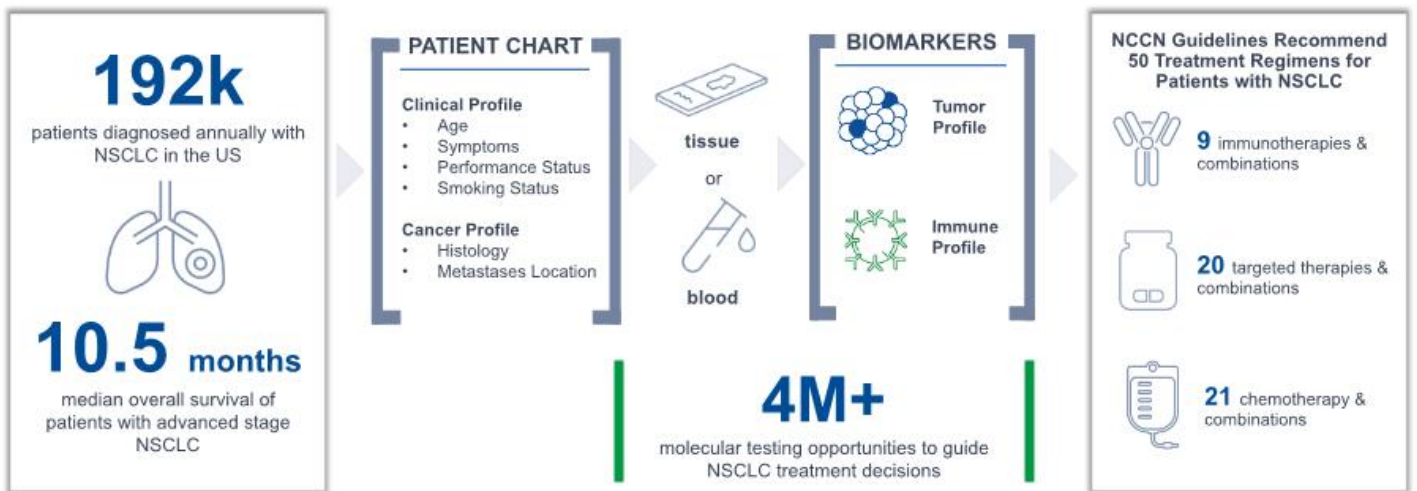 192k
patients diagnosed annually with
NSCLC in the US
10.5 months
median overall survival of
patients with advanced stage
NSCLC
PATIENT CHART
Clinical Profile
• Age
• Symptoms
• Performance Status
• Smoking Status
Cancer Profile
• Histology
• Metastases Location
tissue
or
blood
BIOMARKERS
Tumor
Profile
Immune
Profile
4M+
molecular testing opportunities to guide
NSCLC treatment decisions
NCCN Guidelines Recommend
50 Treatment Regimens for
Patients with NSCLC
9 immunotherapies &
combinations
20 targeted therapies &
combinations
21 chemotherapy &
combinations